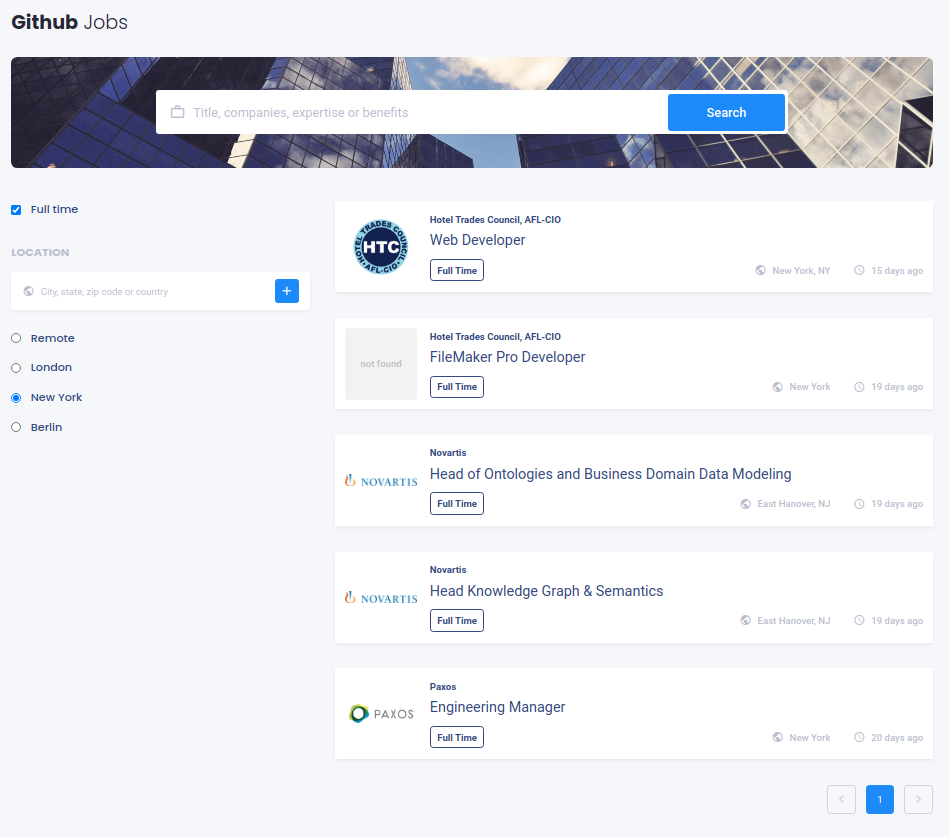 Github Jobs
Title, companies, expertise or benefits
Search
Full time
LOCATION
City, state, zip code or country
+
Remote
London
New York
Berlin
HOTEL TRADES COUNCIL
HTC
AFL-CIO
Hotel Trades Council, AFL-CIO
Web Developer
Full Time
New York, NY
15 days ago
not found
Hotel Trades Council, AFL-CIO
FileMaker Pro Developer
Full Time
New York
19 days ago
NOVARTIS
Novartis
Head of Ontologies and Business Domain Data Modeling
Full Time
East Hanover, NJ
19 days ago
NOVARTIS
Novartis
Head Knowledge Graph & Semantics
Full Time
East Hanover, NJ
19 days ago
PAXOS
Paxos
Engineering Manager
Full Time
New York
20 days ago
1